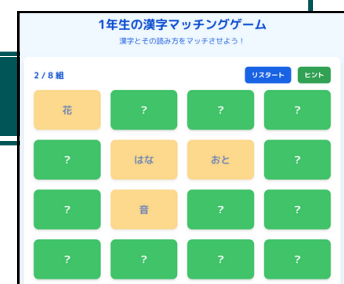 1年生の漢字マッチングゲーム
漢字とその読み方をマッチさせよう！
2 / 8 組 リスタート ヒント
花 ? ? ?
? はな おと ?
? 音 ? ?
? ? ? ?